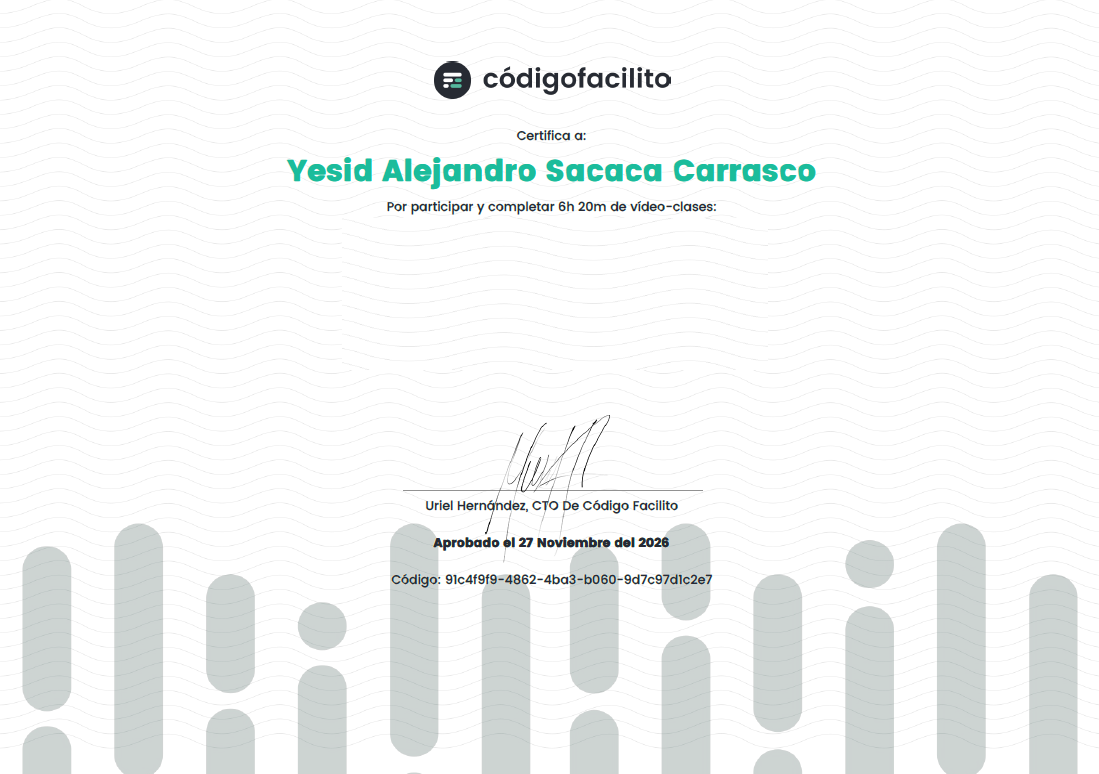 códigofacilito
Certifica a:
Yesid Alejandro Sacaca Carrasco
Por participar y completar 6h 20m de vídeo-clases:
Uriel Hernández, CTO De Código Facilito
Aprobado el 27 Noviembre del 2026
Código: 91c4f9f9-4862-4ba3-b060-9d7c97d1c2e7